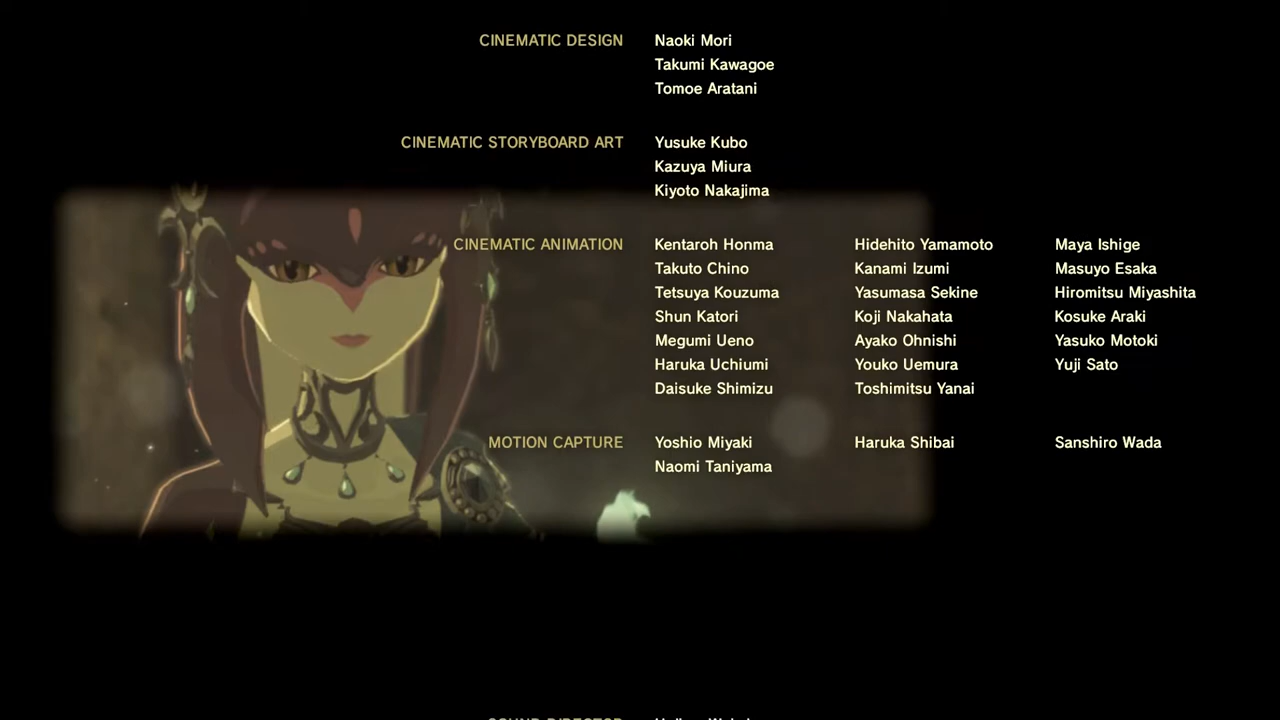 CINEMATIC DESIGN Naoki Mori
Takumi Kawagoe
Tomoe Aratani
CINEMATIC STORYBOARD ART Yusuke Kubo
Kazuya Miura
Kiyoto Nakajima
CINEMATIC ANIMATION Kentaroh Honma Hidehito Yamamoto Maya Ishige
Takuto Chino Kanami Izumi Masuyo Esaka
Tetsuya Kouzuma Yasumasa Sekine Hiromitsu Miyashita
Shun Katori Koji Nakahata Kosuke Araki
Megumi Ueno Ayako Ohnishi Yasuko Motoki
Haruka Uchiumi Youko Uemura Yuji Sato
Daisuke Shimizu Toshimitsu Yanai
MOTION CAPTURE Yoshio Miyaki Haruka Shibai Sanshiro Wada
Naomi Taniyama